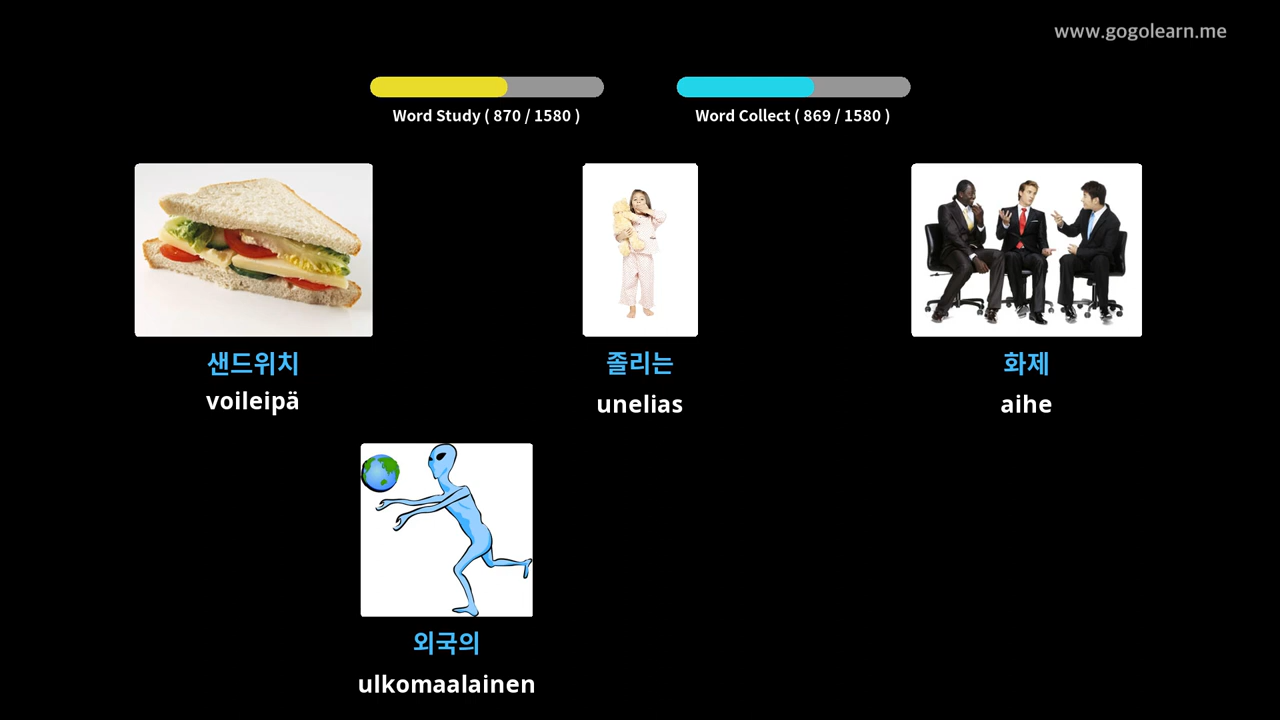 www.gogolearn.me
Word Study ( 870 / 1580 )
Word Collect ( 869 / 1580 )
샌드위치
voileipä
졸리는
unelias
화제
aihe
외국의
ulkomaalainen